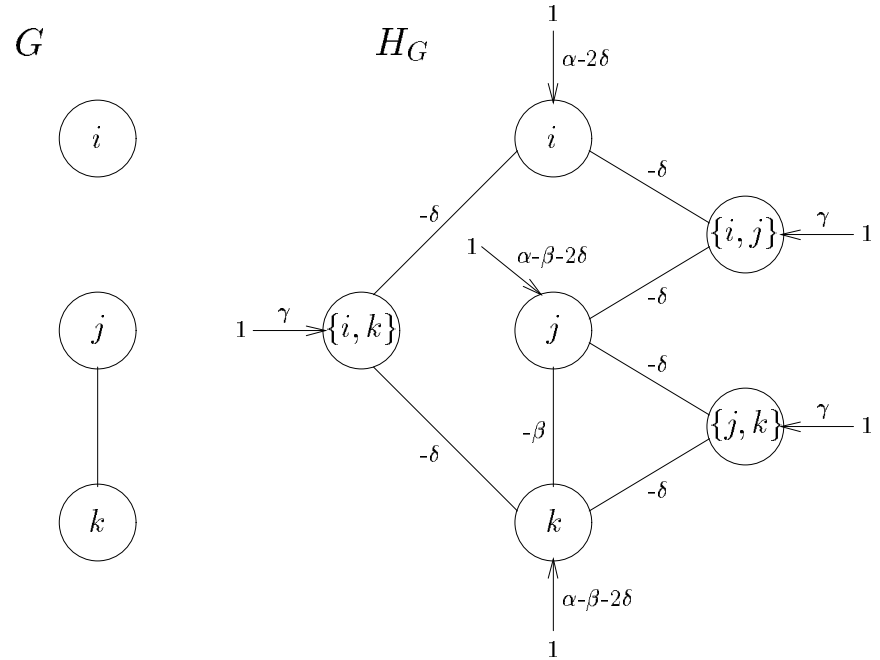 G
H_G
1
α-2δ
i
i
-δ
-δ
{i, j}
γ
1
1
α-β-2δ
-δ
1
γ
{i, k}
j
j
-δ
{j, k}
γ
1
-β
-δ
-δ
k
k
α-β-2δ
1